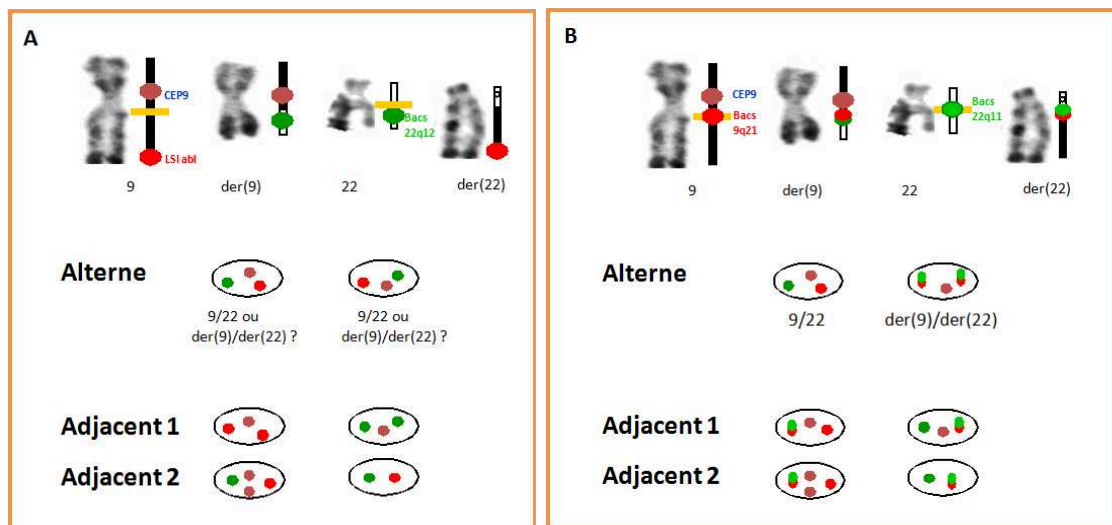 A
CEP9
Bacs
22q12
LSI abl
9
der(9)
22
der(22)
Alterne
9/22 ou
der(9)/der(22) ?
9/22 ou
der(9)/der(22) ?
Adjacent 1
Adjacent 2
B
CEP9
Bacs
9q21
Bacs
22q11
9
der(9)
22
der(22)
Alterne
9/22
der(9)/der(22)
Adjacent 1
Adjacent 2